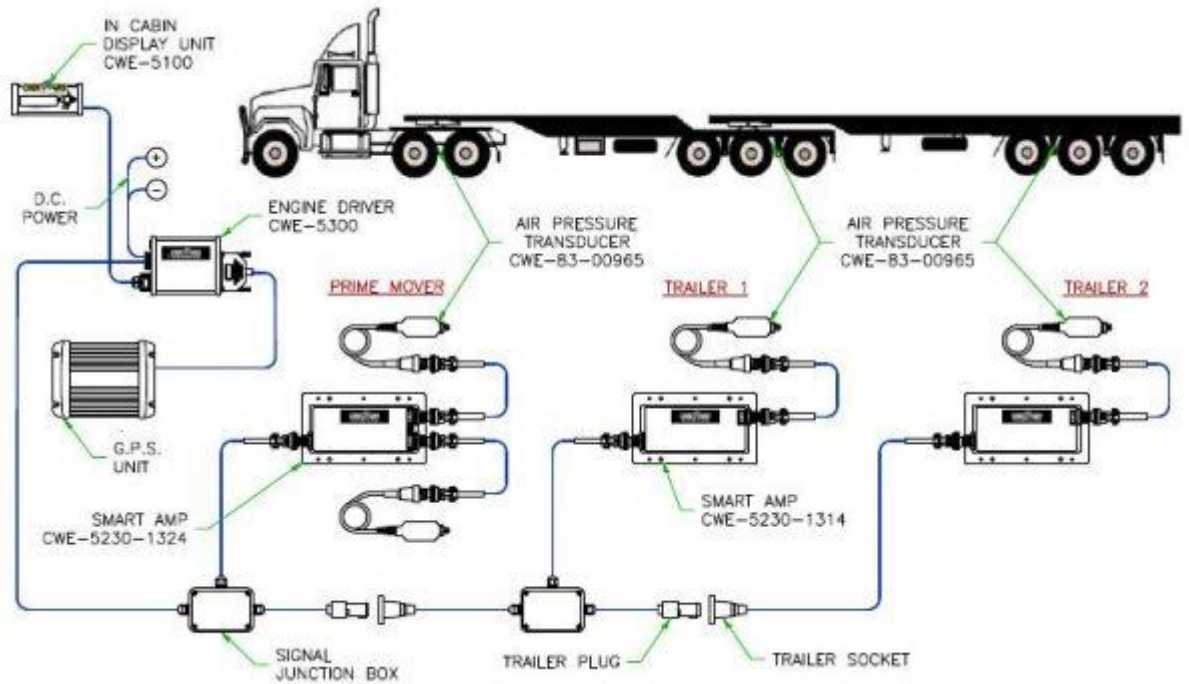 IN CABIN
DISPLAY UNIT
CWE-5100
+
−
D.C.
POWER
ENGINE DRIVER
CWE-5300
AIR PRESSURE
TRANSDUCER
CWE-83-00965
AIR PRESSURE
TRANSDUCER
CWE-83-00965
PRIME MOVER
TRAILER 1
TRAILER 2
G.P.S.
UNIT
SMART AMP
CWE-5230-1324
SMART AMP
CWE-5230-1314
SIGNAL
JUNCTION BOX
TRAILER PLUG
TRAILER SOCKET